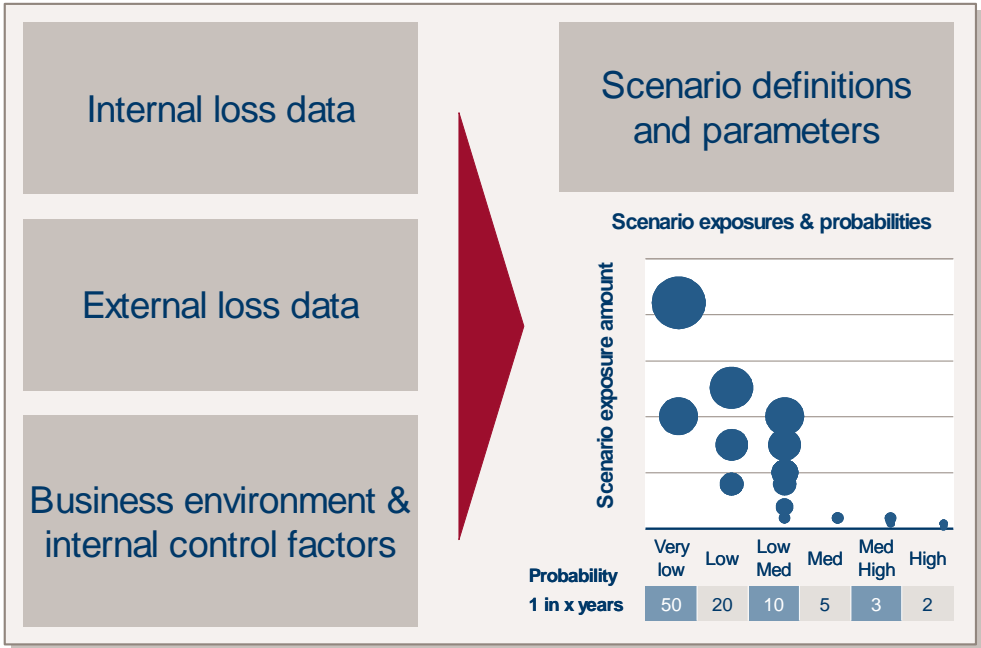 Internal loss data
External loss data
Business environment &
internal control factors
Scenario definitions
and parameters
Scenario exposures & probabilities
Scenario exposure amount
Probability
Very low
Low
Low Med
Med
Med High
High
1 in x years
50
20
10
5
3
2